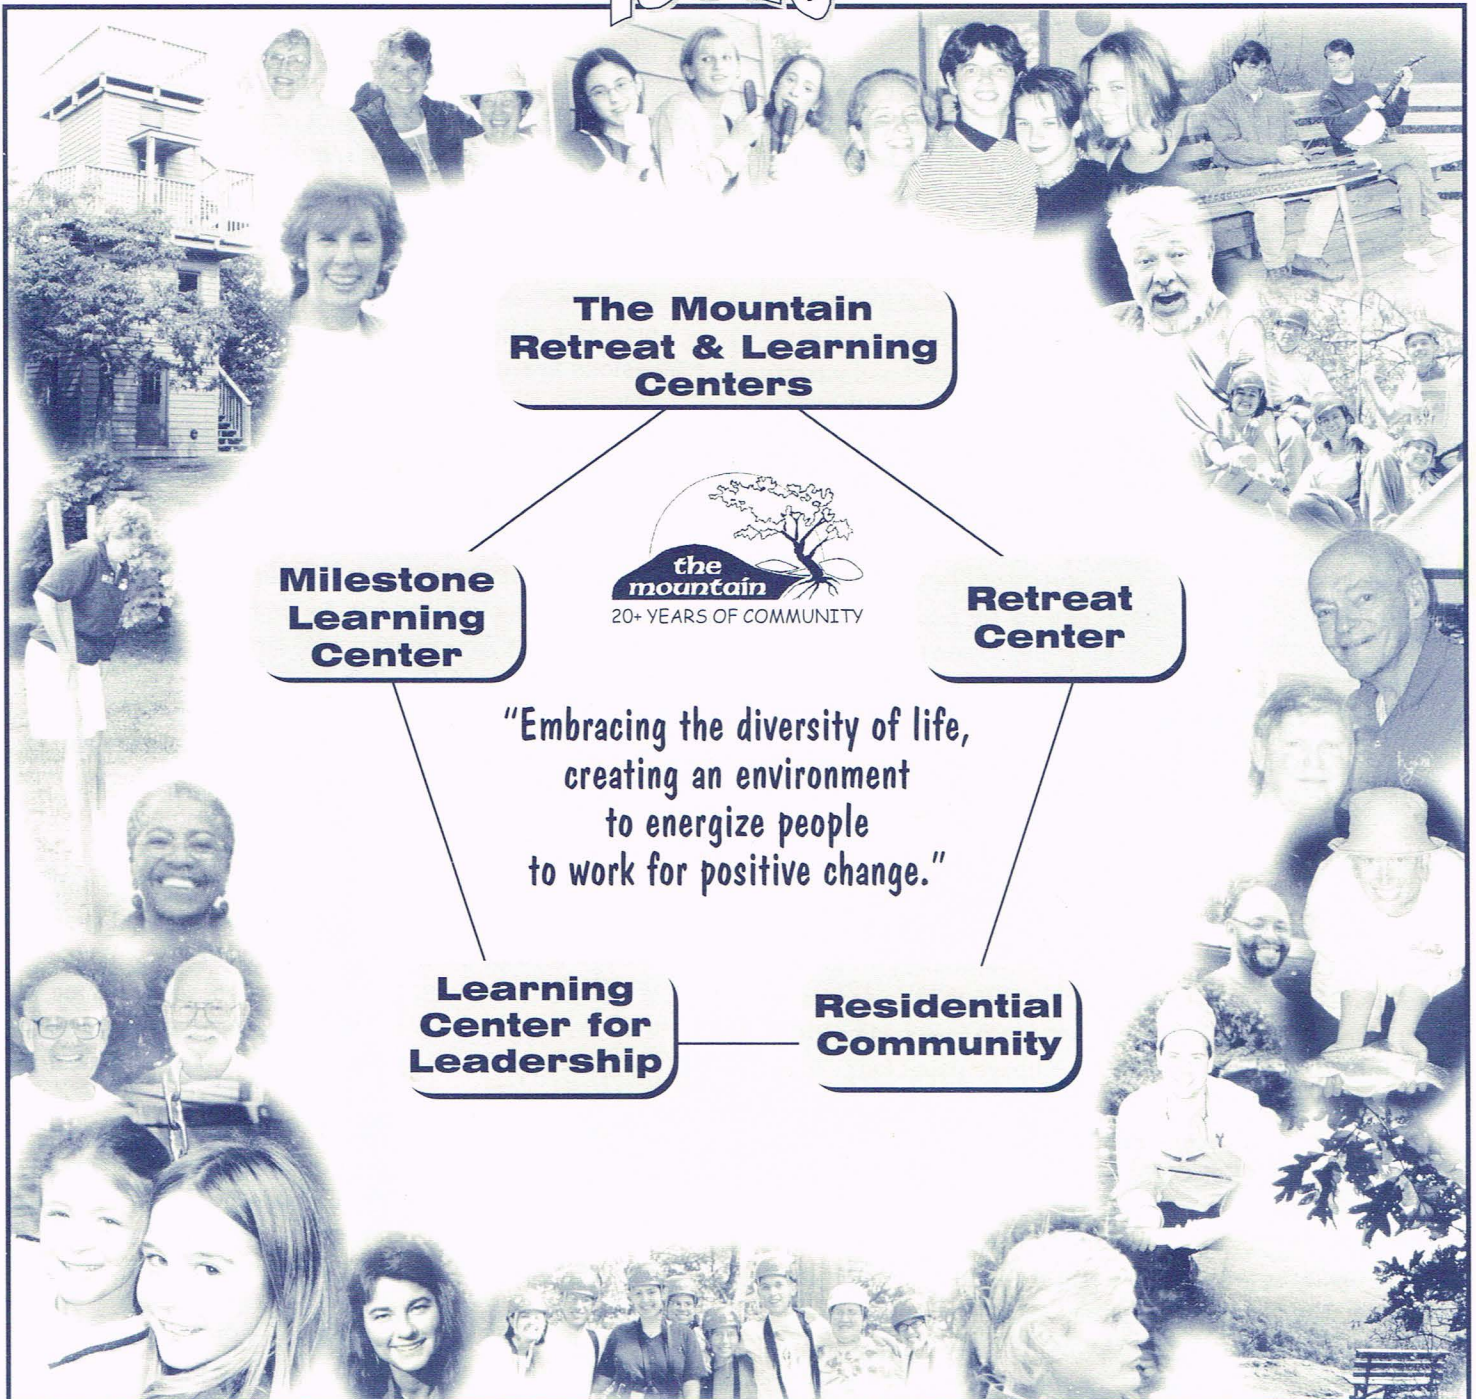 The Mountain
Retreat & Learning
Centers
the
mountain
20+ YEARS OF COMMUNITY
Milestone
Learning
Center
Retreat
Center
"Embracing the diversity of life,
creating an environment
to energize people
to work for positive change."
Learning
Center for
Leadership
Residential
Community